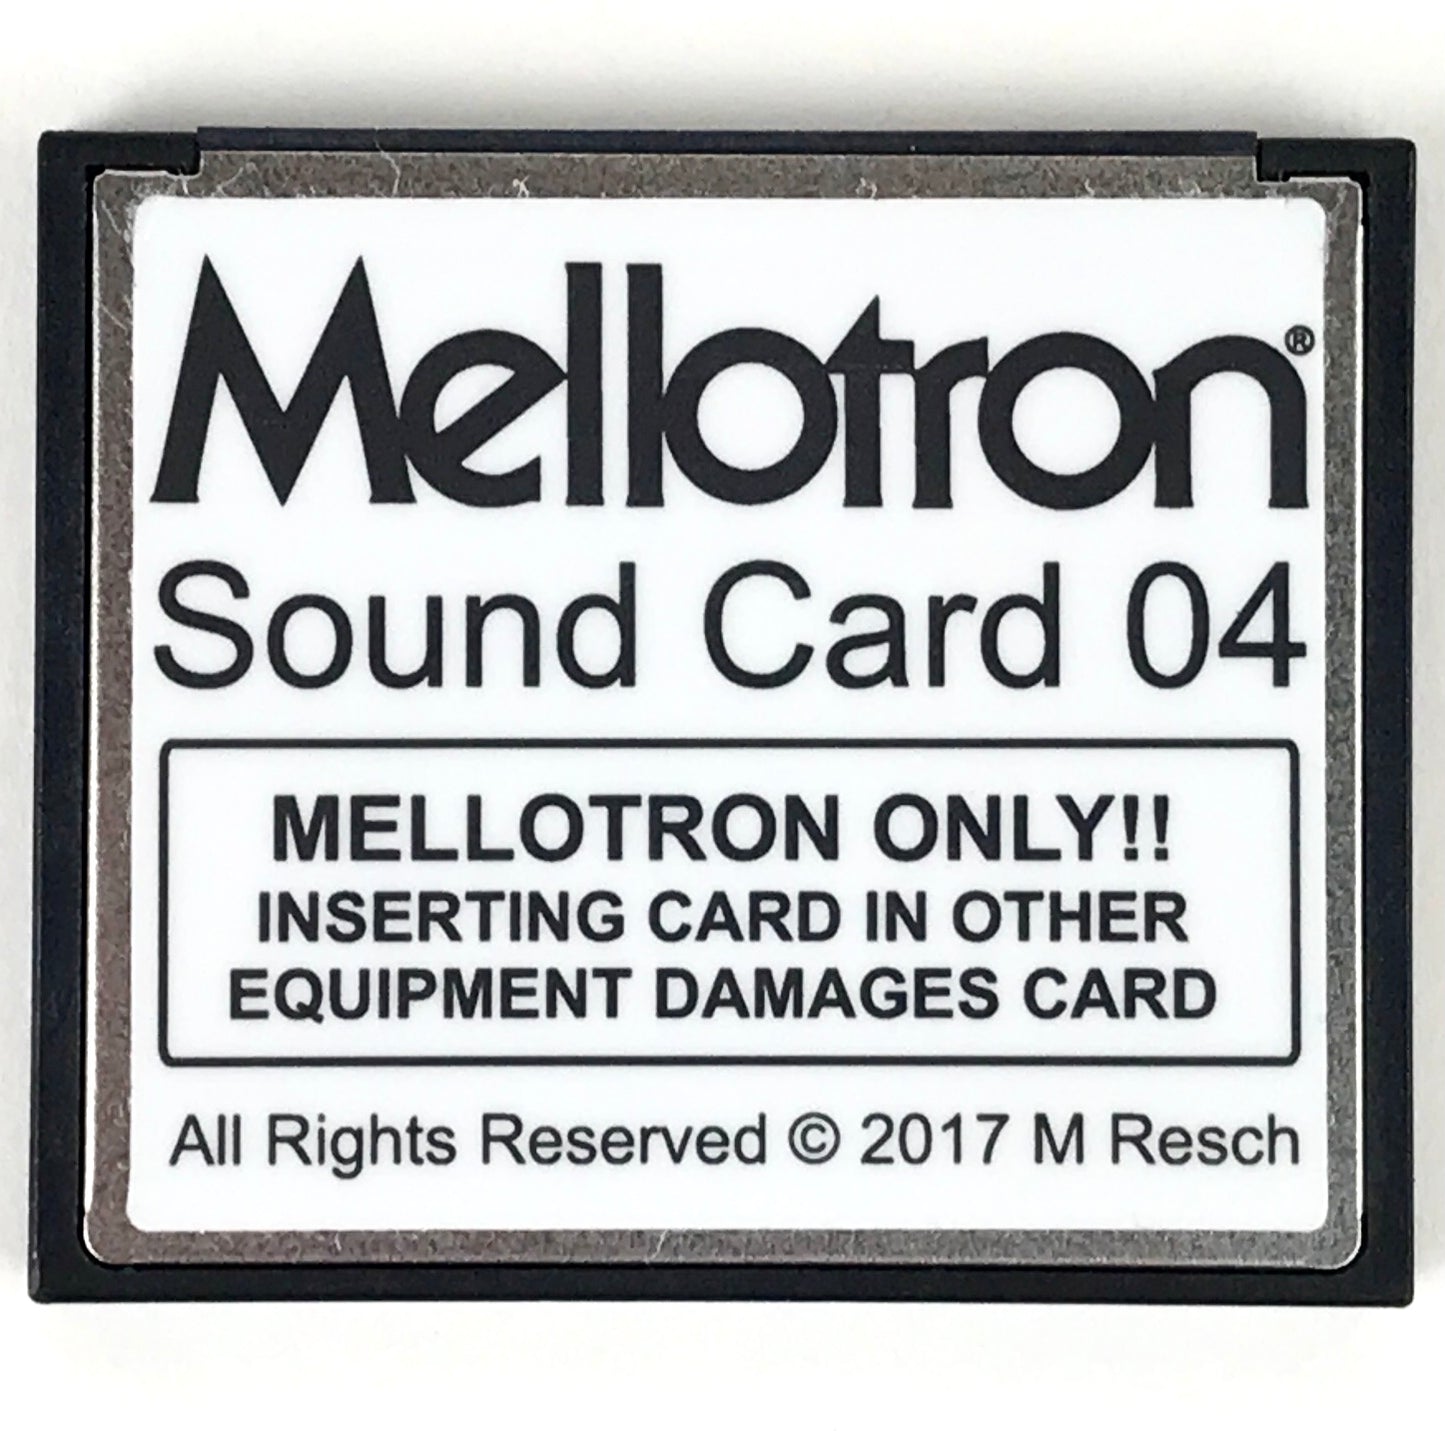 Mellotron®
Sound Card 04
MELLOTRON ONLY!!
INSERTING CARD IN OTHER
EQUIPMENT DAMAGES CARD
All Rights Reserved © 2017 M Resch